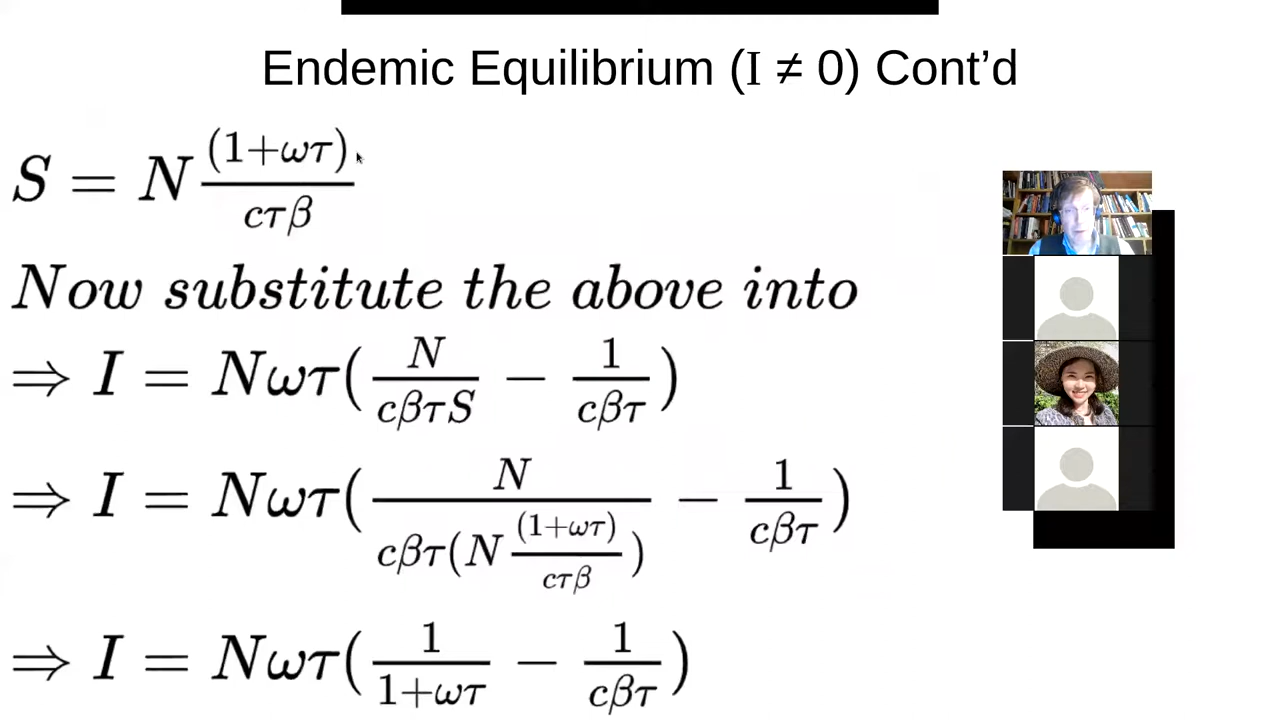 Endemic Equilibrium (I ≠ 0) Cont’d
S = N (1+ωτ) / cτβ
Now substitute the above into
⇒ I = Nωτ( N / cβτS − 1 / cβτ )
⇒ I = Nωτ( N / cβτ(N (1+ωτ) / cτβ ) − 1 / cβτ )
⇒ I = Nωτ( 1 / 1+ωτ − 1 / cβτ )